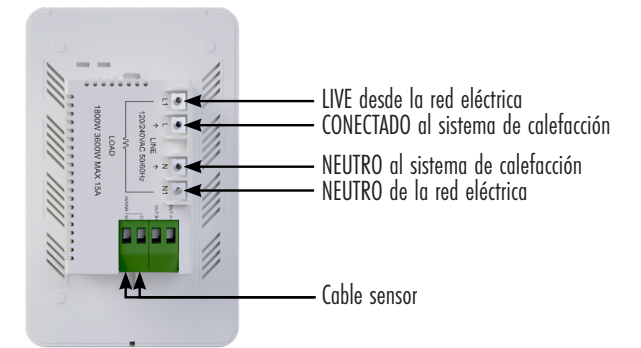 LIVE desde la red eléctrica
CONECTADO al sistema de calefacción
NEUTRO al sistema de calefacción
NEUTRO de la red eléctrica
Cable sensor
L1
L
N
N1
LINE
120/240VAC 50/60Hz
LOAD
1800W 3600W MAX 15A